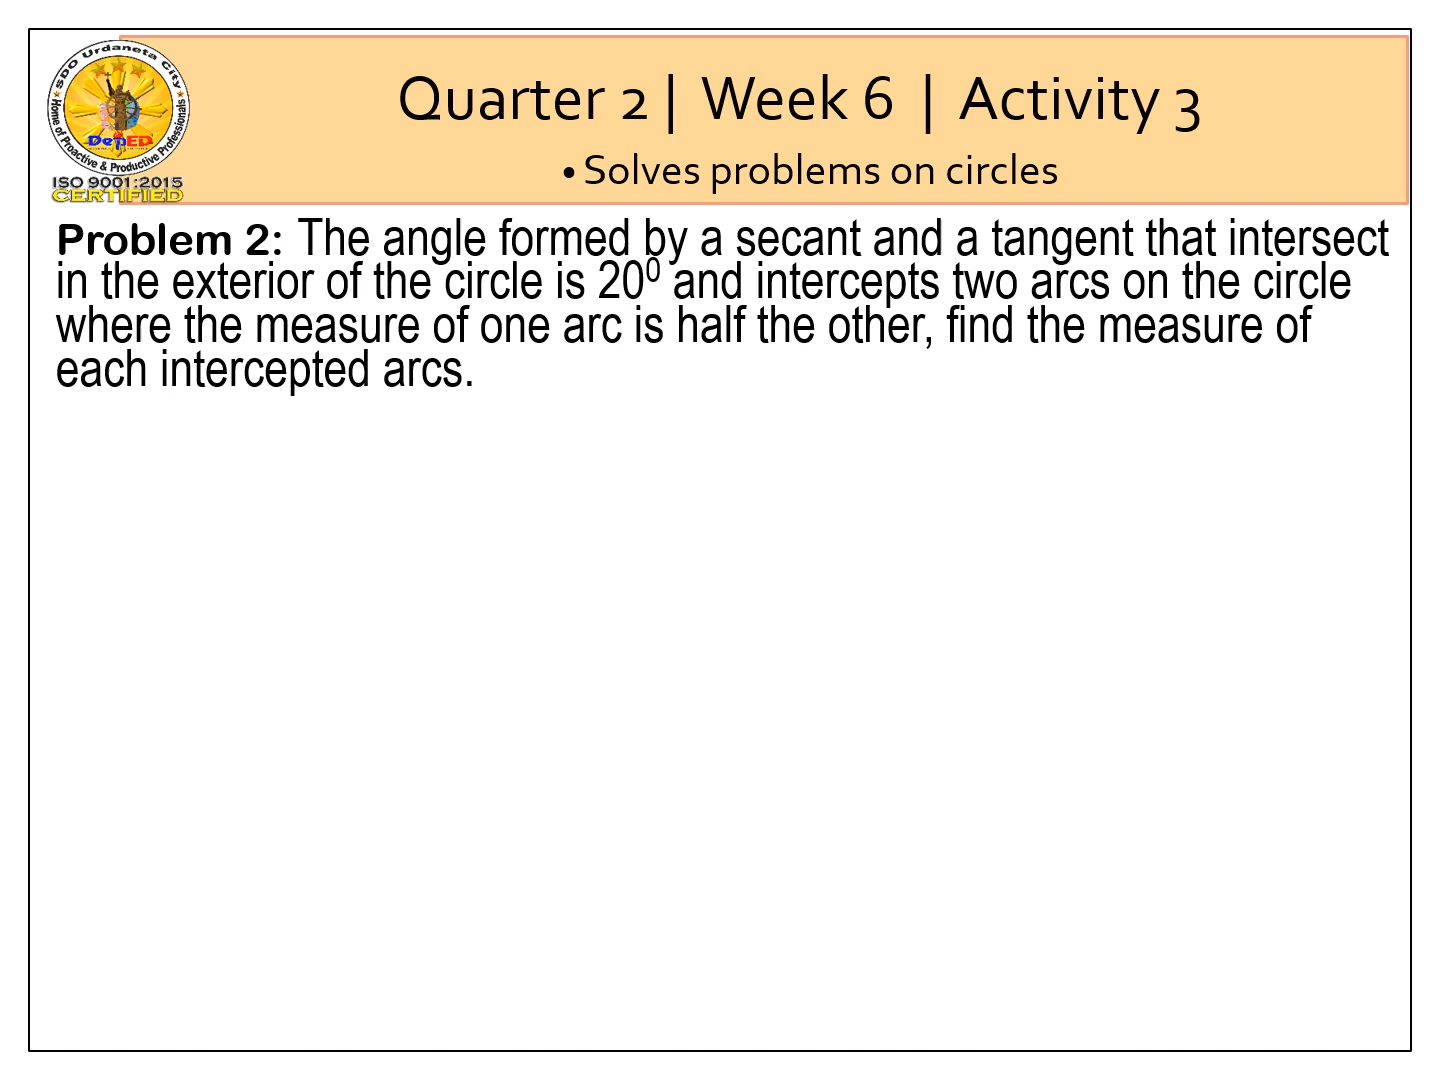 SDO Urdaneta City
Home of Proactive & Productive Professionals
DepED
ISO 9001:2015
CERTIFIED
Quarter 2 | Week 6 | Activity 3
• Solves problems on circles
Problem 2: The angle formed by a secant and a tangent that intersect
in the exterior of the circle is 20⁰ and intercepts two arcs on the circle
where the measure of one arc is half the other, find the measure of
each intercepted arcs.